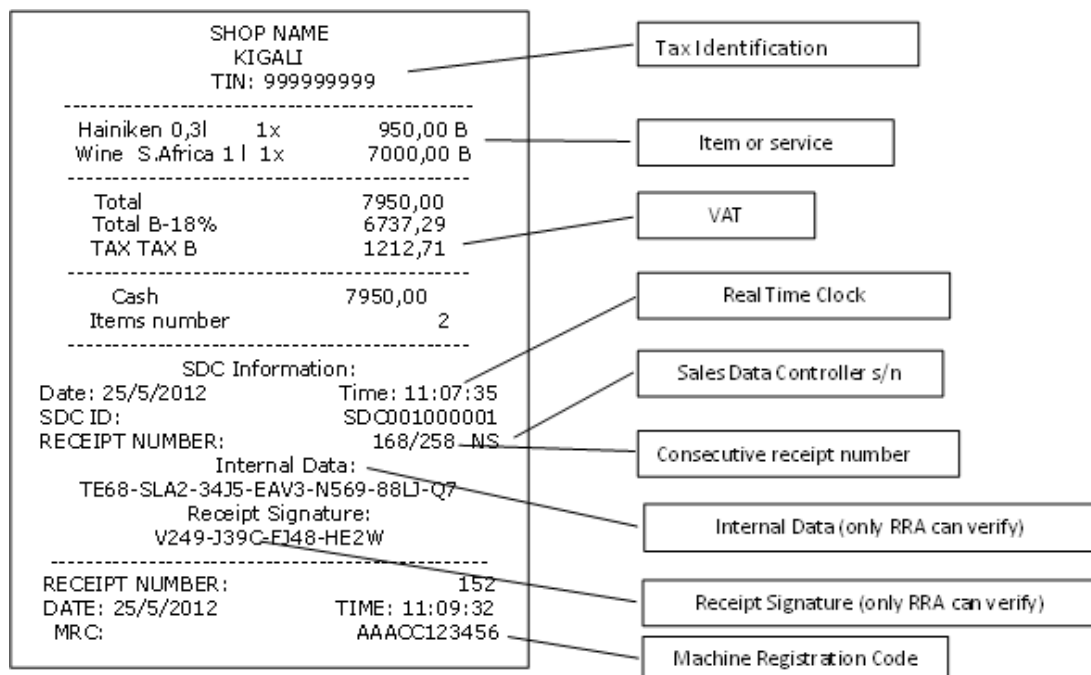 SHOP NAME
KIGALI
TIN: 999999999
Hainiken 0,3l 1x 950,00 B
Wine S.Africa 1 l 1x 7000,00 B
Total 7950,00
Total B-18% 6737,29
TAX TAX B 1212,71
Cash 7950,00
Items number 2
SDC Information:
Date: 25/5/2012 Time: 11:07:35
SDC ID: SDC001000001
RECEIPT NUMBER: 168/258 NS
Internal Data:
TE68-SLA2-34J5-EAV3-N569-88LJ-Q7
Receipt Signature:
V249-J39C-FJ48-HE2W
RECEIPT NUMBER: 152
DATE: 25/5/2012 TIME: 11:09:32
MRC: AAACC123456
Tax Identification
Item or service
VAT
Real Time Clock
Sales Data Controller s/n
Consecutive receipt number
Internal Data (only RRA can verify)
Receipt Signature (only RRA can verify)
Machine Registration Code